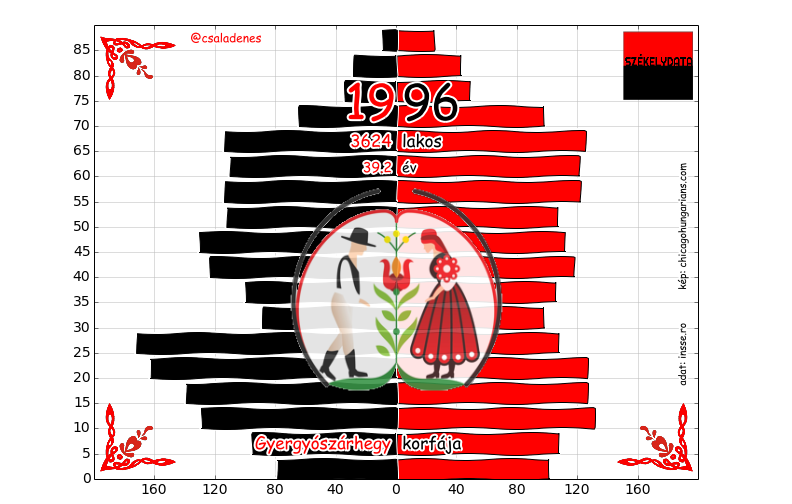 @csaladenes
SZÉKELYDATA
1996
3624 lakos
39.2 év
kép: chicagohungarians.com
adat: insse.ro
Gyergyószárhegy korfája
85
80
75
70
65
60
55
50
45
40
35
30
25
20
15
10
5
0
160 120 80 40 0 40 80 120 160